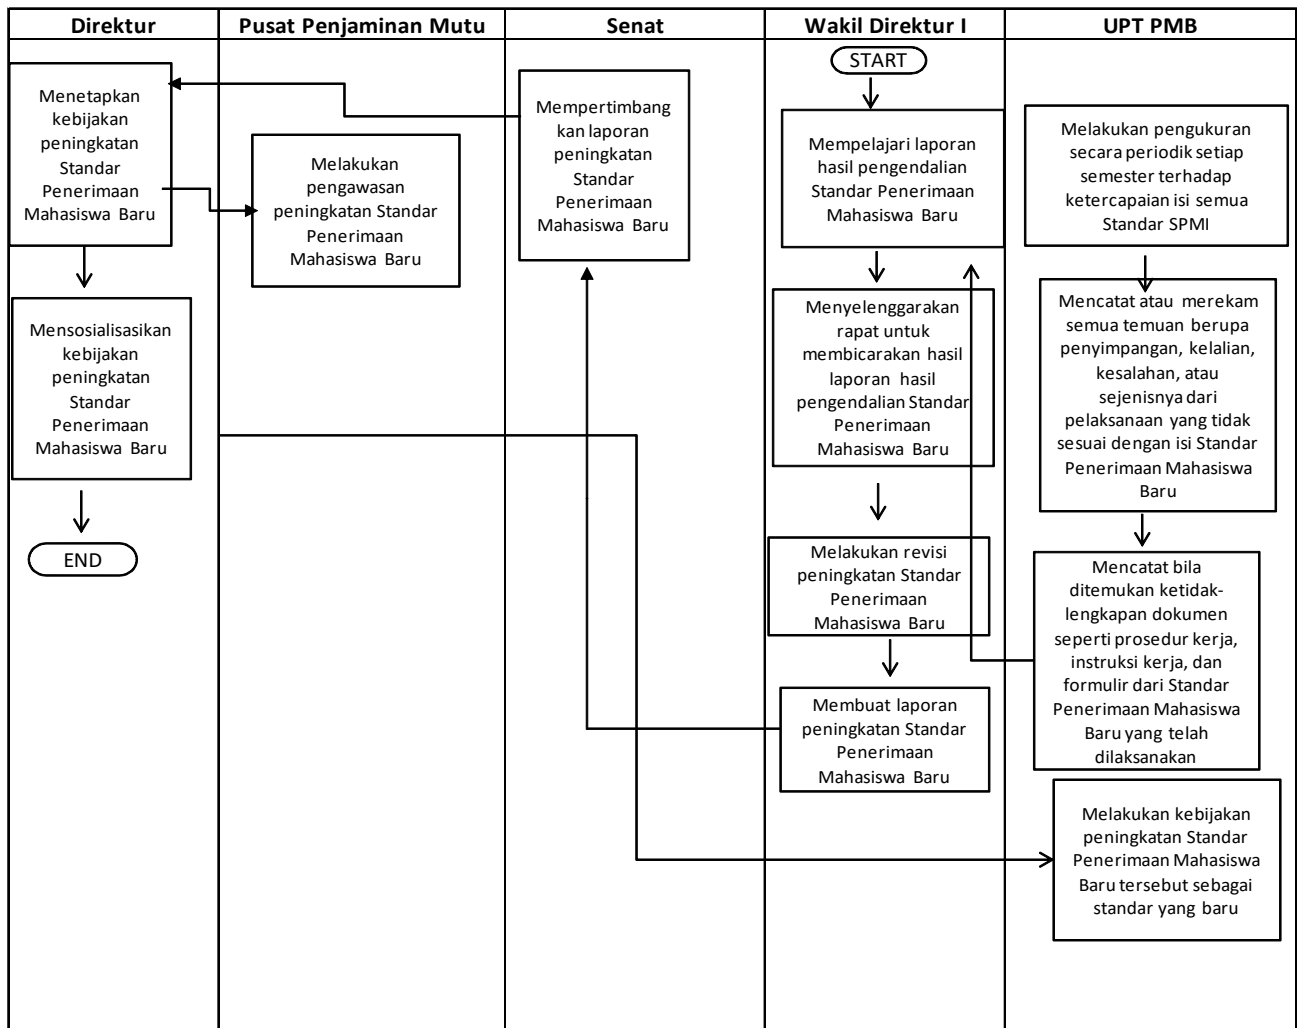 Direktur
Pusat Penjaminan Mutu
Senat
Wakil Direktur I
UPT PMB
Menetapkan
kebijakan
peningkatan
Standar
Penerimaan
Mahasiswa Baru
Mensosialisasikan
kebijakan
peningkatan
Standar
Penerimaan
Mahasiswa Baru
END
Melakukan
pengawasan
peningkatan Standar
Penerimaan
Mahasiswa Baru
Mempertimbang
kan laporan
peningkatan
Standar
Penerimaan
Mahasiswa Baru
START
Mempelajari laporan
hasil pengendalian
Standar Penerimaan
Mahasiswa Baru
Menyelenggarakan
rapat untuk
membicarakan hasil
laporan hasil
pengendalian Standar
Penerimaan
Mahasiswa Baru
Melakukan revisi
peningkatan Standar
Penerimaan
Mahasiswa Baru
Membuat laporan
peningkatan Standar
Penerimaan
Mahasiswa Baru
Melakukan pengukuran
secara periodik setiap
semester terhadap
ketercapaian isi semua
Standar SPMI
Mencatat atau merekam
semua temuan berupa
penyimpangan, kelalian,
kesalahan, atau
sejenisnya dari
pelaksanaan yang tidak
sesuai dengan isi Standar
Penerimaan Mahasiswa
Baru
Mencatat bila
ditemukan ketidak-
lengkapan dokumen
seperti prosedur kerja,
instruksi kerja, dan
formulir dari Standar
Penerimaan Mahasiswa
Baru yang telah
dilaksanakan
Melakukan kebijakan
peningkatan Standar
Penerimaan Mahasiswa
Baru tersebut sebagai
standar yang baru